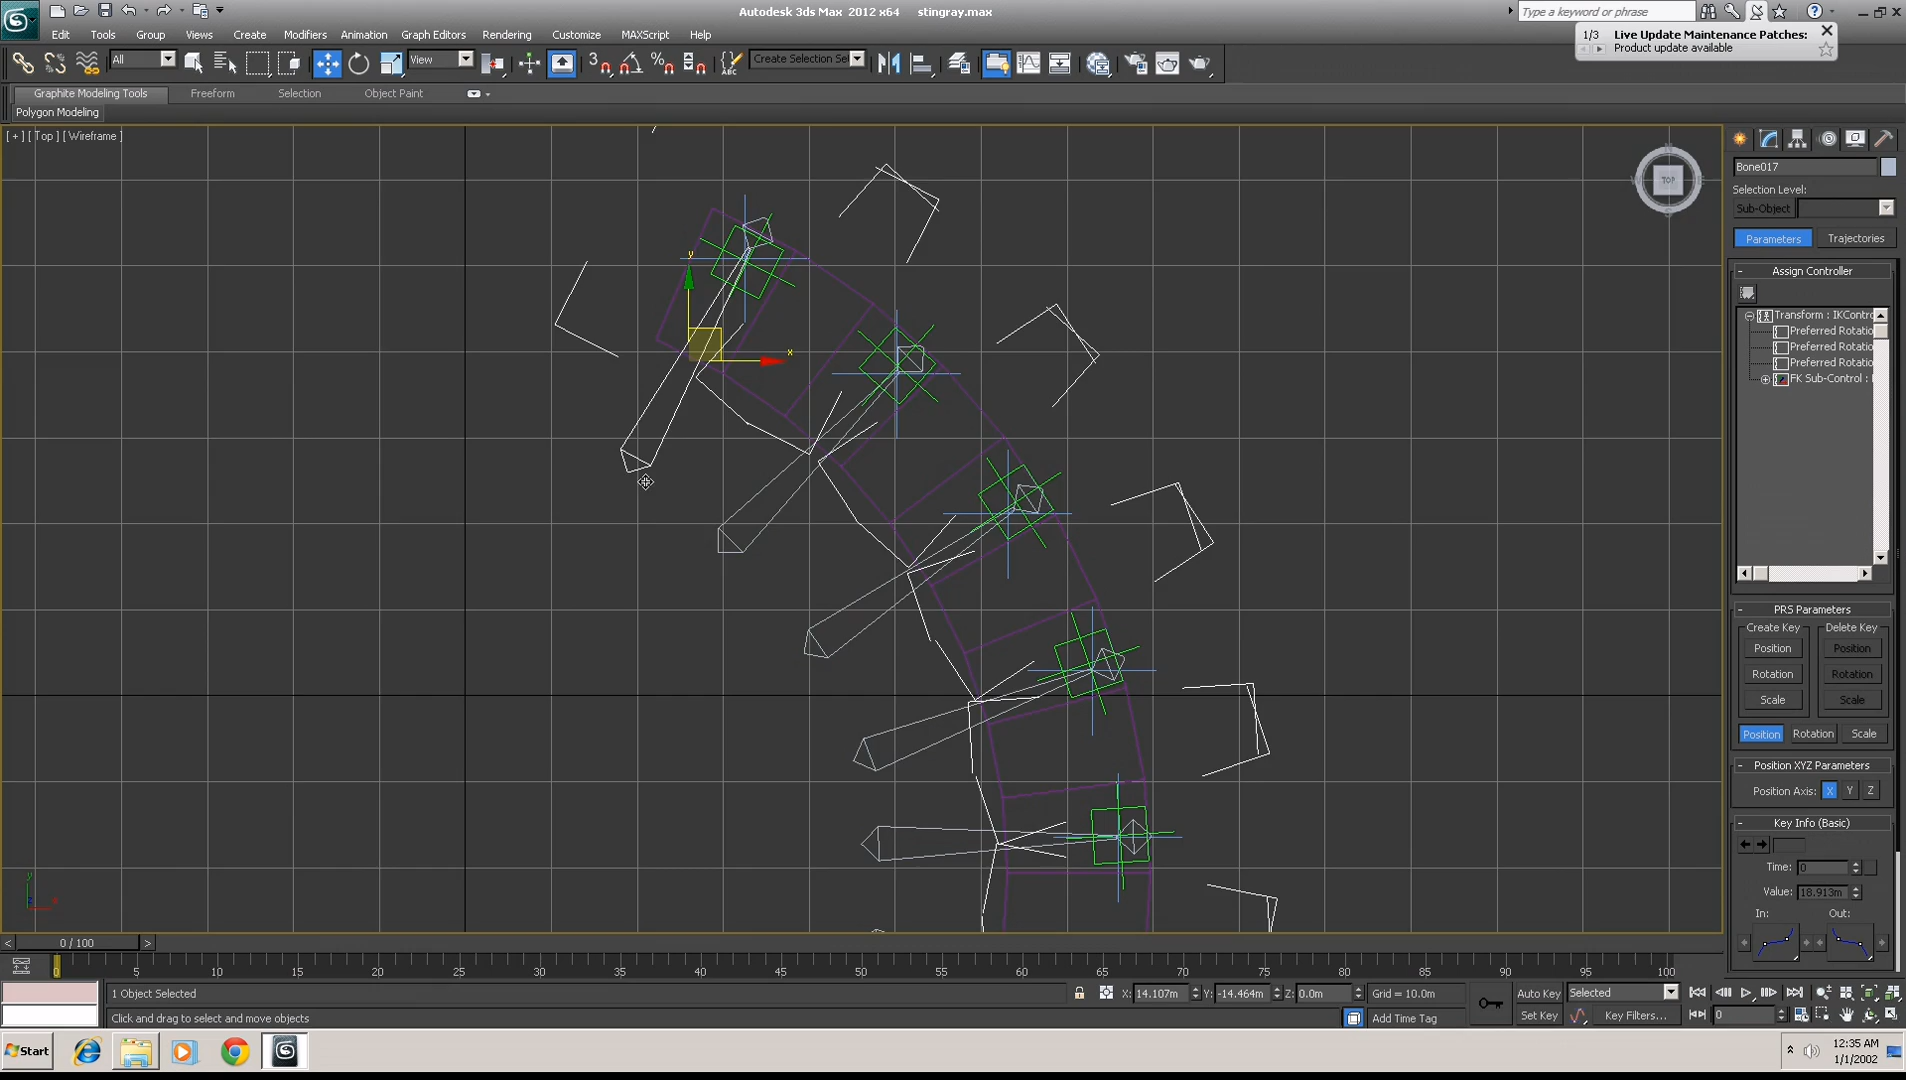 Autodesk 3ds Max 2012 x64 stingray.max
Type a keyword or phrase
1/3 Live Update Maintenance Patches:
Product update available
Edit Tools Group Views Create Modifiers Animation Graph Editors Rendering Customize MAXScript Help
All View 3 Create Selection Se
Graphite Modeling Tools Freeform Selection Object Paint
Polygon Modeling
[ + ] [ Top ] [ Wireframe ]
TOP
Bone017
Selection Level:
Sub-Object
Parameters Trajectories
- Assign Controller
Transform : IKContro
Preferred Rotatio
Preferred Rotatio
Preferred Rotatio
FK Sub-Control :
- PRS Parameters
Create Key Delete Key
Position Position
Rotation Rotation
Scale Scale
Position Rotation Scale
- Position XYZ Parameters
Position Axis: X Y Z
- Key Info (Basic)
Time: 0
Value: 18.913m
In: Out:
y
x
y
x
< 0 / 100 >
0 5 10 15 20 25 30 35 40 45 50 55 60 65 70 75 80 85 90 95 100
1 Object Selected X: 14.107m Y: -14.464m Z: 0.0m Grid = 10.0m Auto Key Selected
Click and drag to select and move objects Add Time Tag Set Key Key Filters... 0
Start 12:35 AM
1/1/2002